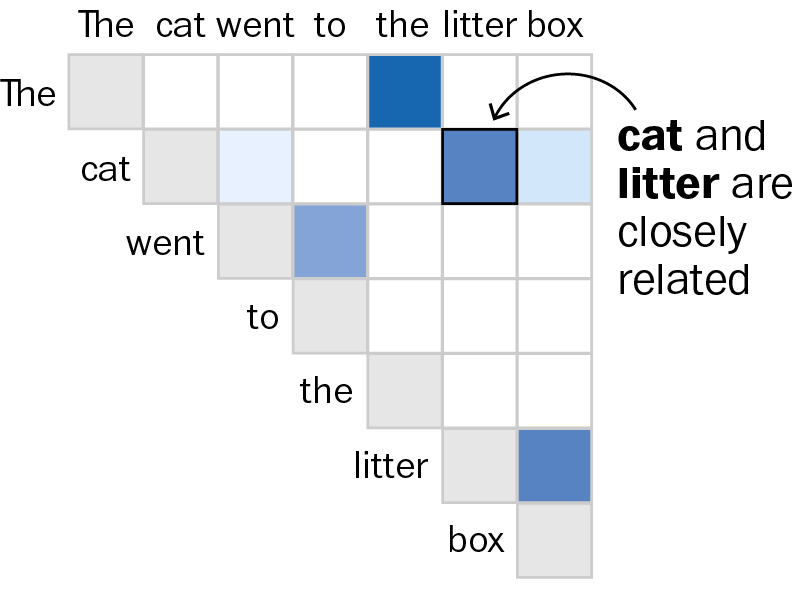 The cat went to the litter box
The
cat
went
to
the
litter
box
cat and
litter are
closely
related